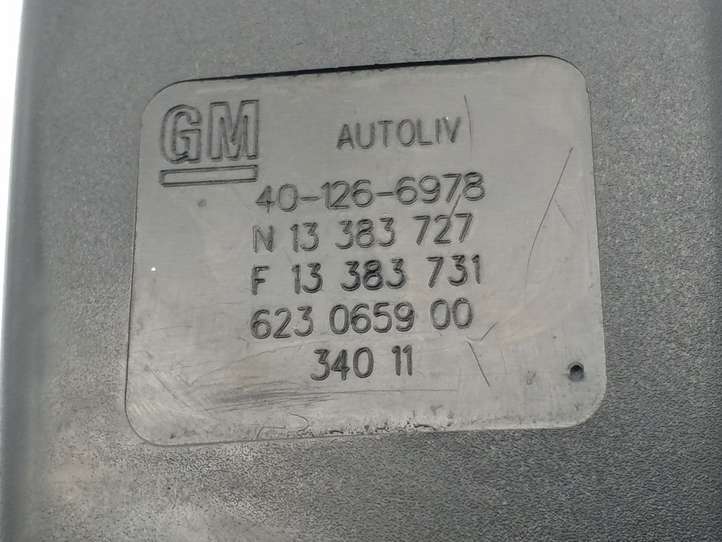 GM AUTOLIV
40-126-6978
N 13 383 727
F 13 383 731
623 0659 00
340 11